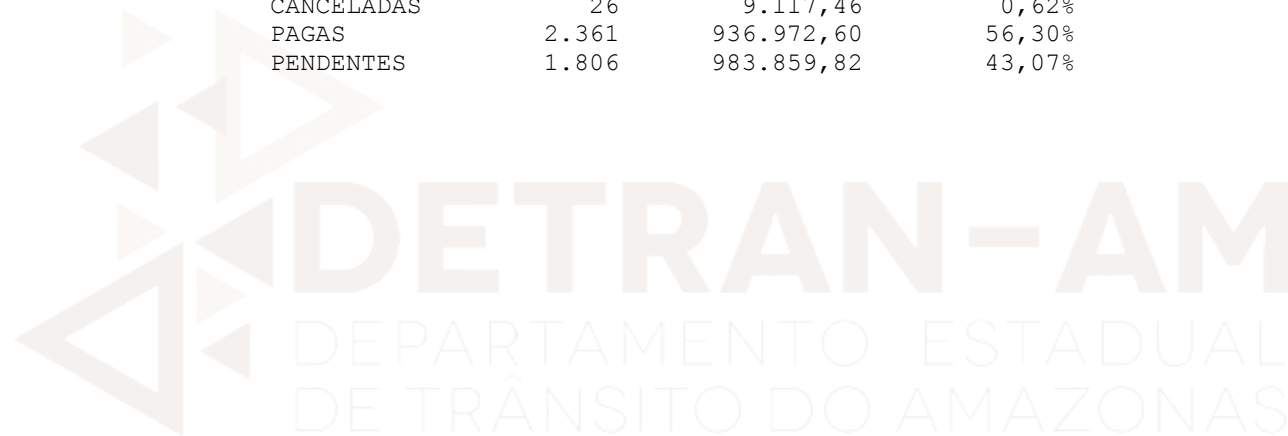 CANCELADAS 26 9.117,46 0,62%
PAGAS 2.361 936.972,60 56,30%
PENDENTES 1.806 983.859,82 43,07%
DETRAN-AM
DEPARTAMENTO ESTADUAL
DE TRÂNSITO DO AMAZONAS